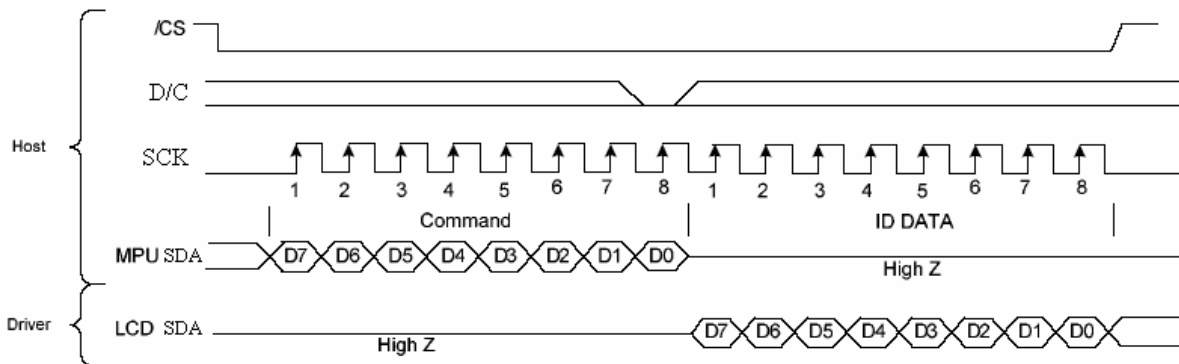 /CS
D/C
Host
SCK
1 2 3 4 5 6 7 8 1 2 3 4 5 6 7 8
Command ID DATA
MPU SDA D7 D6 D5 D4 D3 D2 D1 D0
High Z
Driver LCD SDA D7 D6 D5 D4 D3 D2 D1 D0
High Z